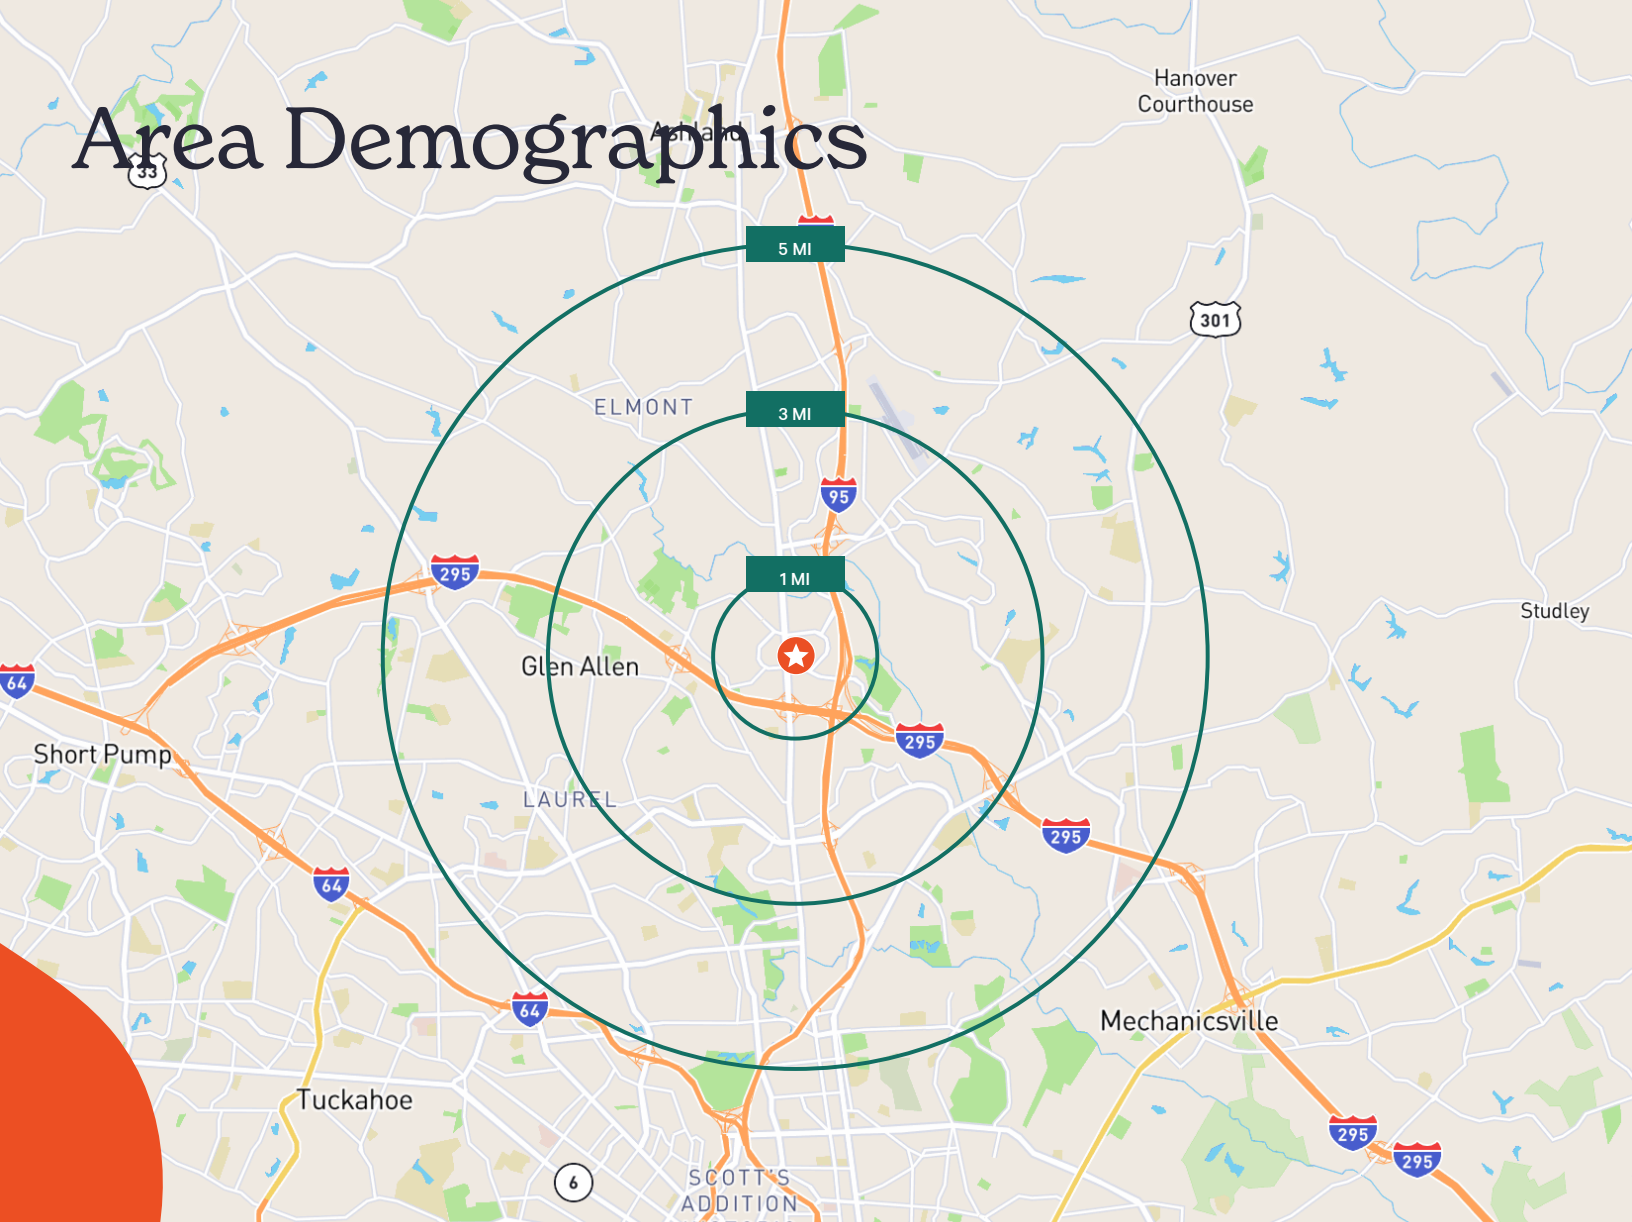 Hanover
Courthouse
Ashland
Area Demographics
33
5 MI
301
3 MI
ELMONT
95
295
1 MI
Studley
Glen Allen
64
295
Short Pump
LAUREL
295
64
64
Mechanicsville
Tuckahoe
295
295
6
SCOTT'S
ADDITION